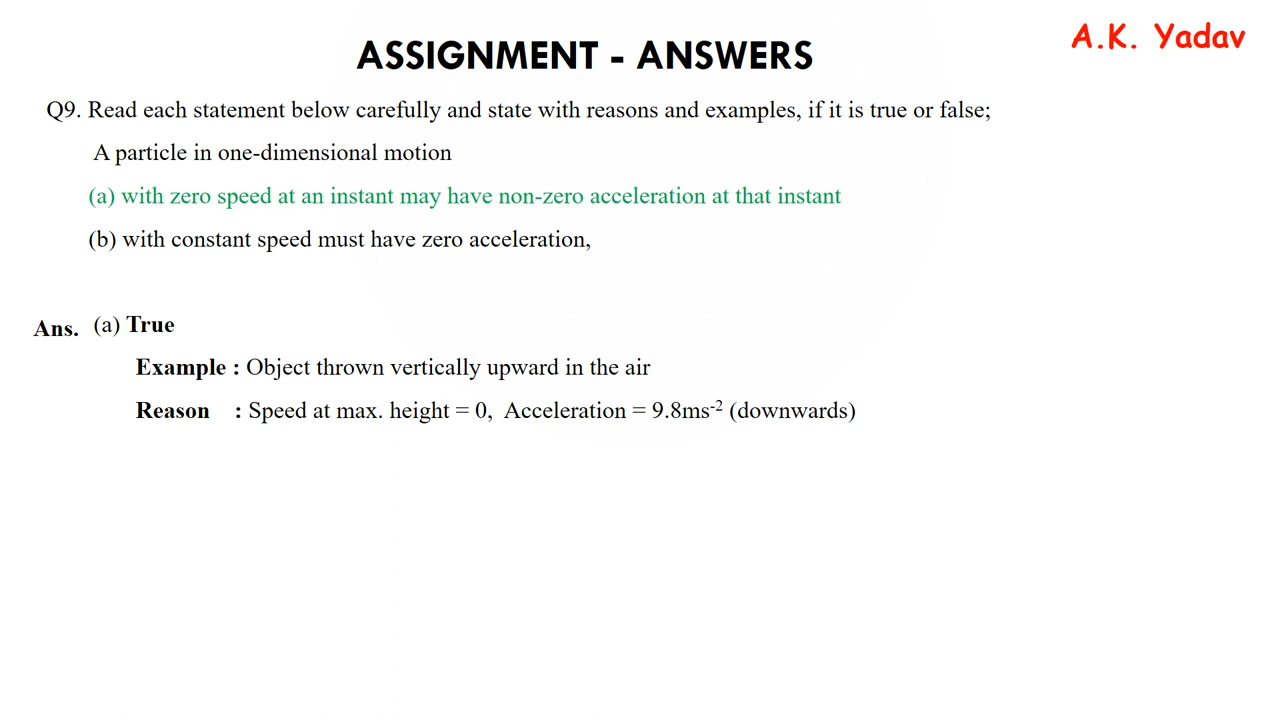 A.K. Yadav
ASSIGNMENT - ANSWERS
Q9. Read each statement below carefully and state with reasons and examples, if it is true or false;
A particle in one-dimensional motion
(a) with zero speed at an instant may have non-zero acceleration at that instant
(b) with constant speed must have zero acceleration,
Ans. (a) True
Example : Object thrown vertically upward in the air
Reason : Speed at max. height = 0, Acceleration = 9.8ms⁻² (downwards)